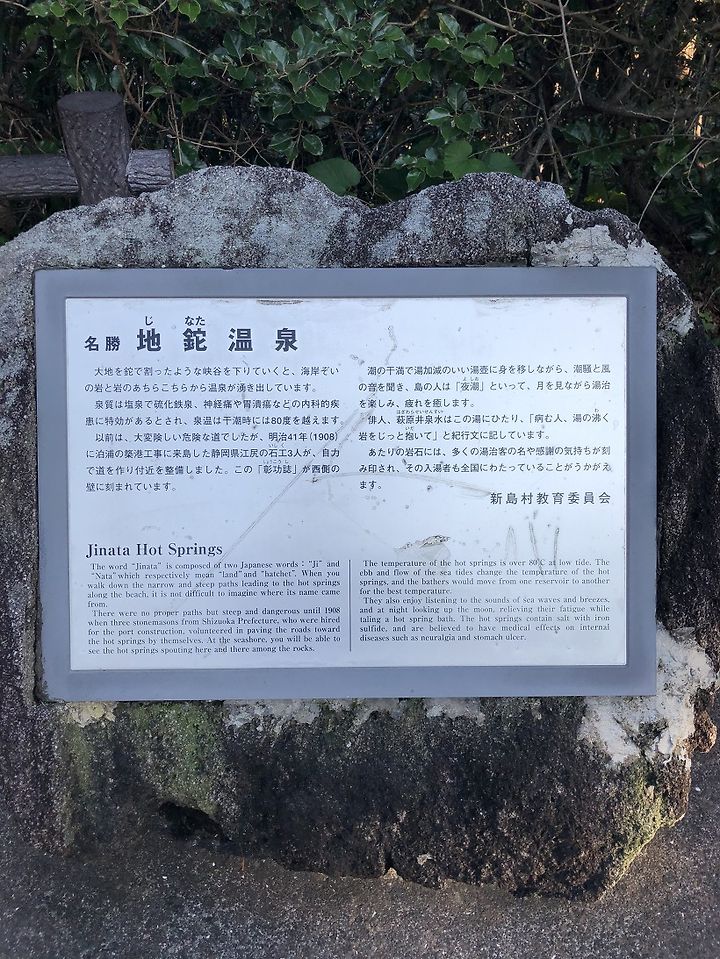 名勝 地鉈温泉
じ なた
大地を鉈で割ったような峡谷を下りていくと、海岸ぞい
の岩と岩のあちらこちらから温泉が湧き出しています。
泉質は塩泉で硫化鉄泉、神経痛や胃潰瘍などの内科的疾
患に特効があるとされ、泉温は干潮時には80度を越えます。
以前は、大変険しい危険な道でしたが、明治41年(1908)
に泊浦の築港工事に来島した静岡県江尻の石工3人が、自力
いしく
で道を作り付近を整備しました。この「彰功誌」が西側の
いこうし
壁に刻まれています。
潮の干満で湯加減のいい湯壺に身を移しながら、潮騒と風
の音を聞き、島の人は「夜潮」といって、月を見ながら湯治
よしお
を楽しみ、疲れを癒します。
俳人、萩原井泉水はこの湯にひたり、「病む人、湯の沸く
はぎわらせいせんすい わ
岩をじっと抱いて」と紀行文に記しています。
いだ
あたりの岩石には、多くの湯治客の名や感謝の気持ちが刻
み印され、その入湯者も全国にわたっていることがうかがえ
ます。
新島村教育委員会
Jinata Hot Springs
The word "Jinata" is composed of two Japanese words : "Ji" and
"Nata" which respectively mean "land" and "hatchet". When you
walk down the narrow and steep paths leading to the hot springs
along the beach, it is not difficult to imagine where its name came
from.
There were no proper paths but steep and dangerous until 1908
when three stonemasons from Shizuoka Prefecture, who were hired
for the port construction, volunteered in paving the roads toward
the hot springs by themselves. At the seashore, you will be able to
see the hot springs spouting here and there among the rocks.
The temperature of the hot springs is over 80°C at low tide. The
ebb and flow of the sea tides change the temperature of the hot
springs, and the bathers would move from one reservoir to another
for the best temperature.
They also enjoy listening to the sounds of sea waves and breezes,
and at night looking up the moon, relieving their fatigue while
taling a hot spring bath. The hot springs contain salt with iron
sulfide, and are believed to have medical effects on internal
diseases such as neuralgia and stomach ulcer.